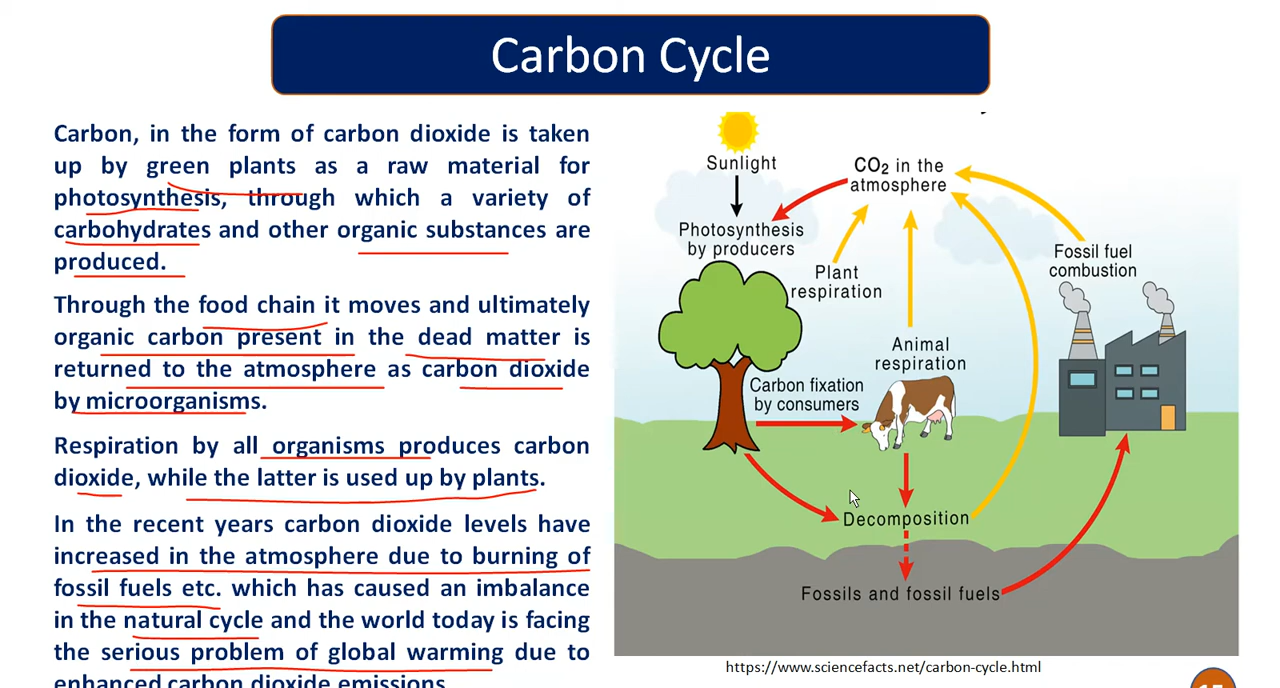 Carbon Cycle
Carbon, in the form of carbon dioxide is taken
up by green plants as a raw material for
photosynthesis, through which a variety of
carbohydrates and other organic substances are
produced.
Through the food chain it moves and ultimately
organic carbon present in the dead matter is
returned to the atmosphere as carbon dioxide
by microorganisms.
Respiration by all organisms produces carbon
dioxide, while the latter is used up by plants.
In the recent years carbon dioxide levels have
increased in the atmosphere due to burning of
fossil fuels etc. which has caused an imbalance
in the natural cycle and the world today is facing
the serious problem of global warming due to
enhanced carbon dioxide emissions
Sunlight
CO2 in the
atmosphere
Photosynthesis
by producers
Plant
respiration
Fossil fuel
combustion
Animal
respiration
Carbon fixation
by consumers
Decomposition
Fossils and fossil fuels
https://www.sciencefacts.net/carbon-cycle.html